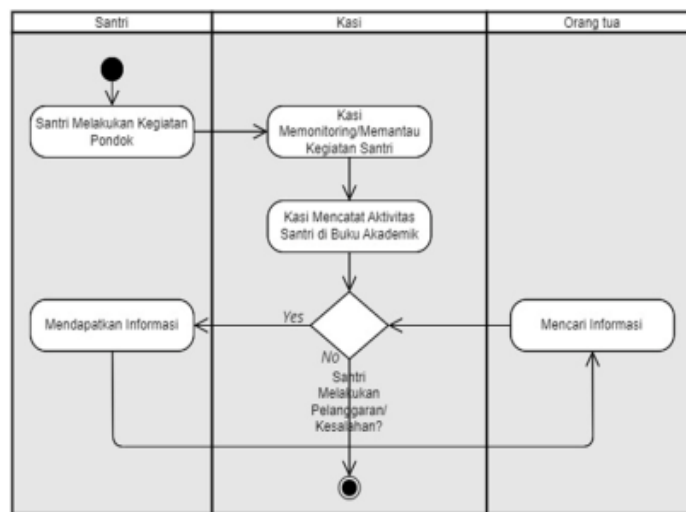 Santri
Kasi
Orang tua
Santri Melakukan Kegiatan
Pondok
Kasi
Memonitoring/Memantau
Kegiatan Santri
Kasi Mencatat Aktivitas
Santri di Buku Akademik
Mendapatkan Informasi
Yes
Mencari Informasi
No
Santri
Melakukan
Pelanggaran/
Kesalahan?